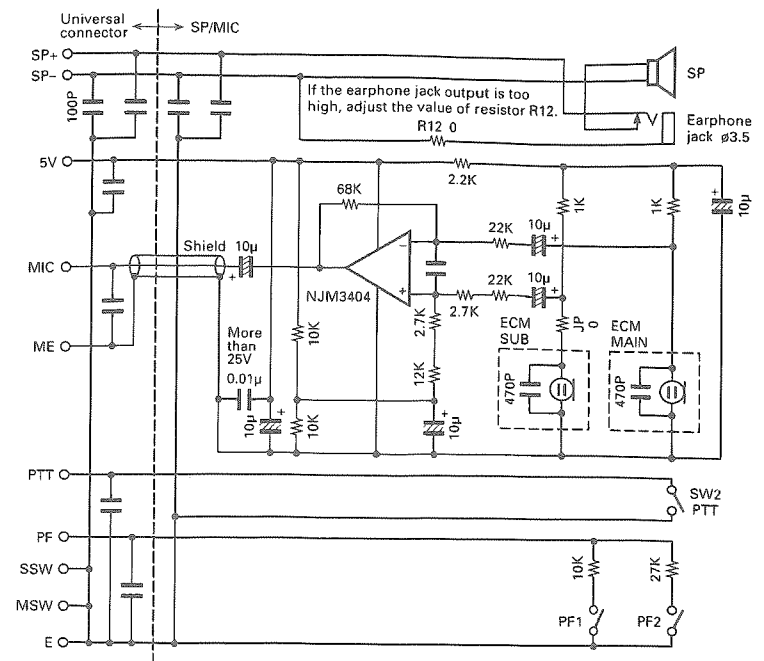 Universal
connector
SP/MIC
SP+
SP-
SP
100P
If the earphone jack output is too
high, adjust the value of resistor R12.
R12 0
Earphone
jack ø3.5
5V
2.2K
68K
1K
1K
10µ
+
22K
10µ
+
Shield
10µ
+
MIC
−
+
NJM3404
22K
10µ
+
2.7K
2.7K
ECM
SUB
JP
0
ECM
MAIN
ME
More
than
25V
0.01µ
10K
12K
470P
470P
10µ
+
10K
10µ
+
PTT
SW2
PTT
PF
SSW
10K
27K
MSW
PF1
PF2
E